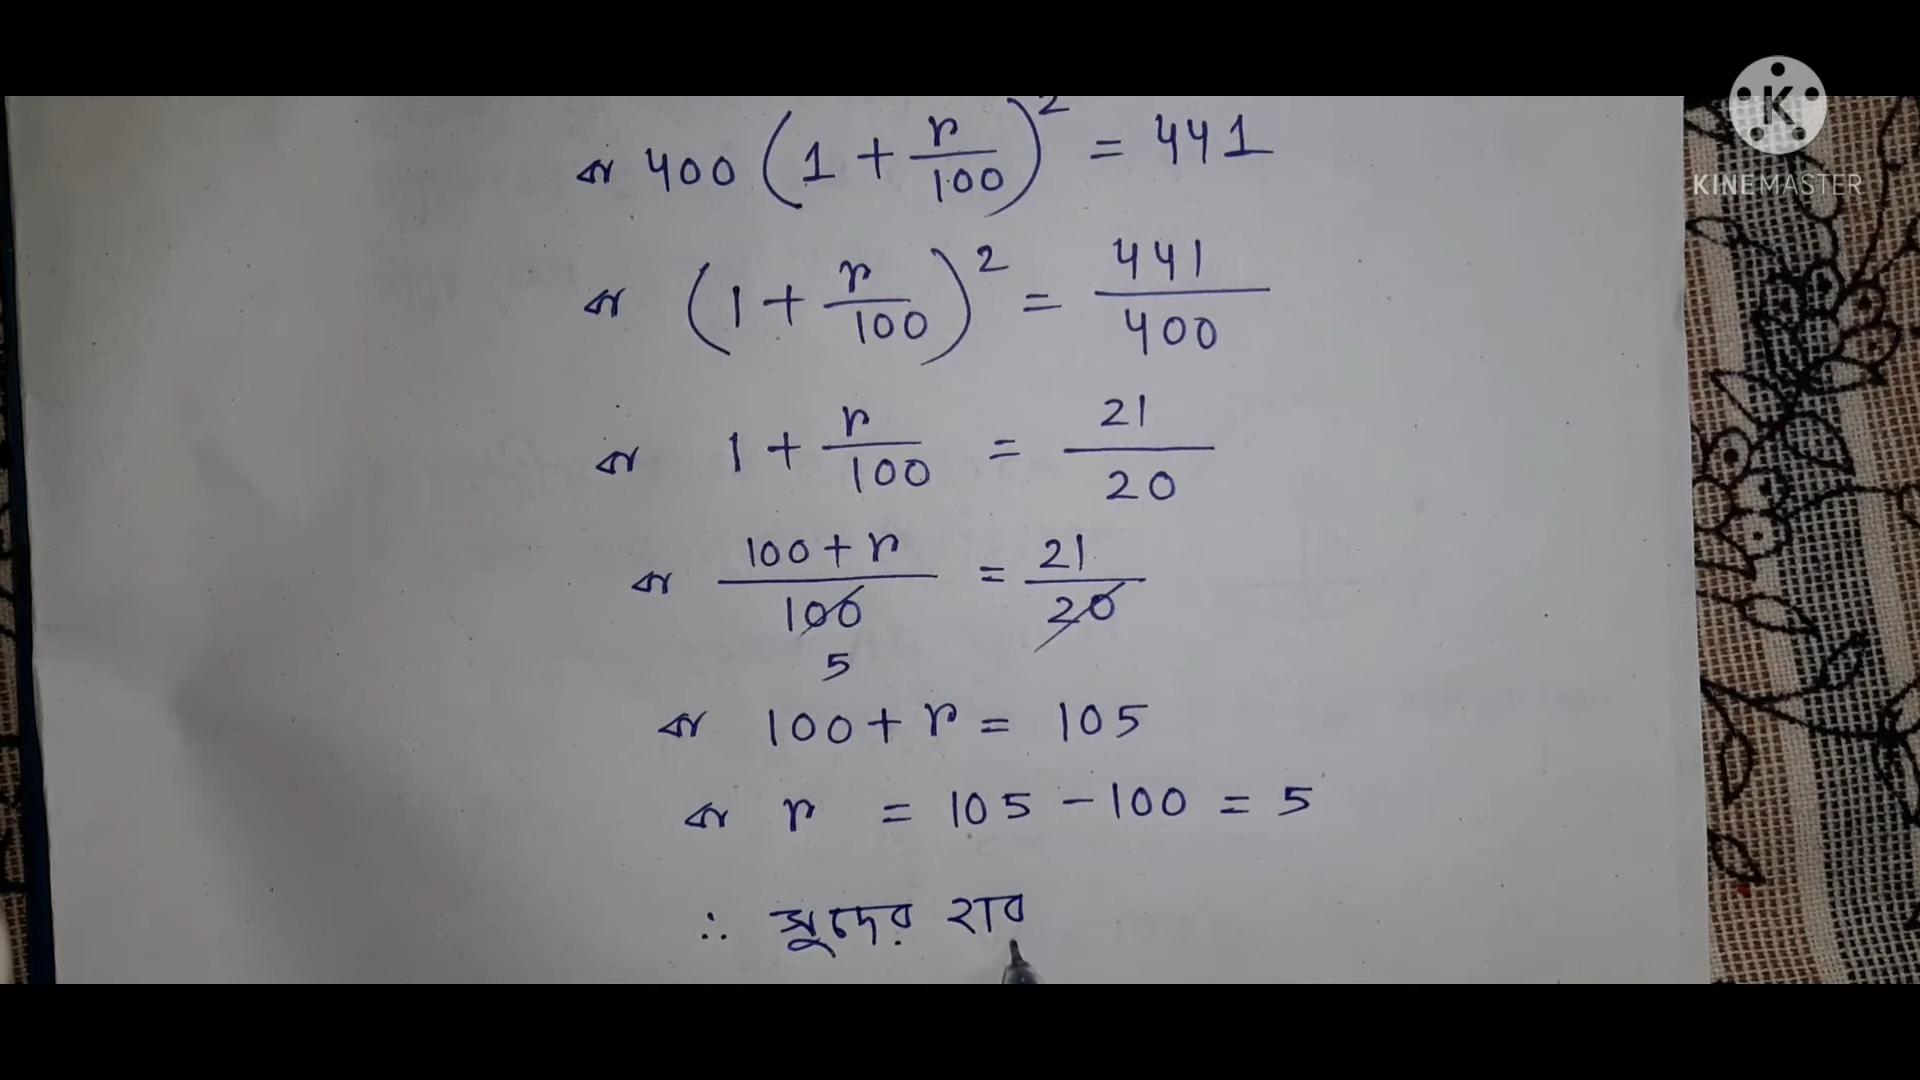 KINEMASTER
বা 400 (1 + r/100)² = 441
বা (1 + r/100)² = 441/400
বা 1 + r/100 = 21/20
বা 100 + r/100 = 21/20
5
বা 100 + r = 105
বা r = 105 - 100 = 5
∴ সুদের হার